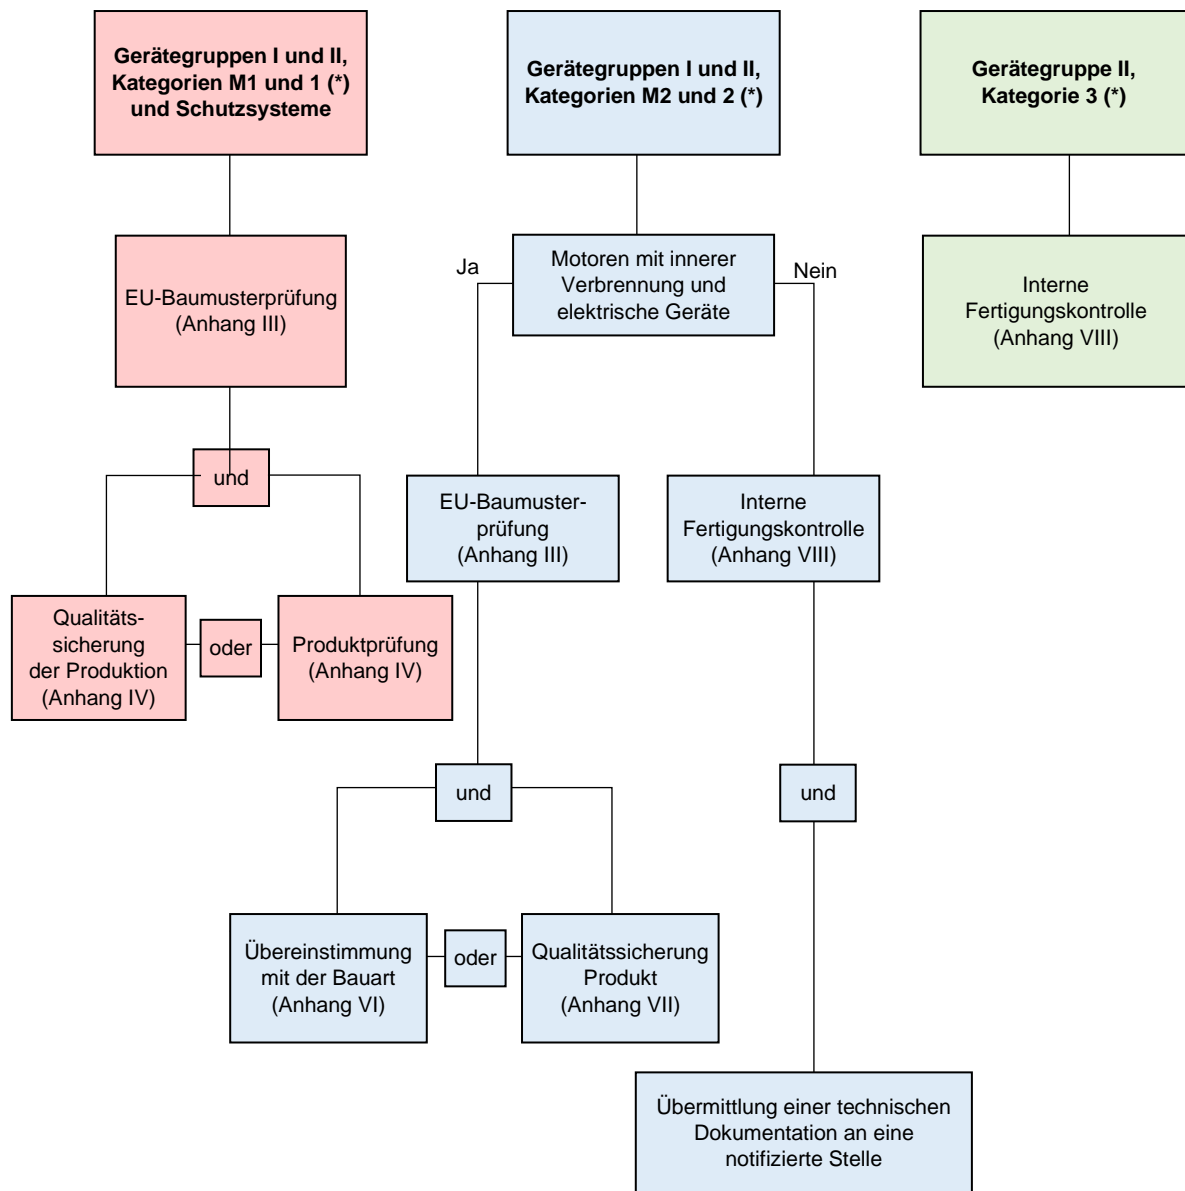 Gerätegruppen I und II,
Kategorien M1 und 1 (*)
und Schutzsysteme
Gerätegruppen I und II,
Kategorien M2 und 2 (*)
Gerätegruppe II,
Kategorie 3 (*)
EU-Baumusterprüfung
(Anhang III)
Ja
Motoren mit innerer
Verbrennung und
elektrische Geräte
Nein
Interne
Fertigungskontrolle
(Anhang VIII)
und
EU-Baumuster-
prüfung
(Anhang III)
Interne
Fertigungskontrolle
(Anhang VIII)
Qualitäts-
sicherung
der Produktion
(Anhang IV)
oder
Produktprüfung
(Anhang IV)
und
und
Übereinstimmung
mit der Bauart
(Anhang VI)
oder
Qualitätssicherung
Produkt
(Anhang VII)
Übermittlung einer technischen
Dokumentation an eine
notifizierte Stelle